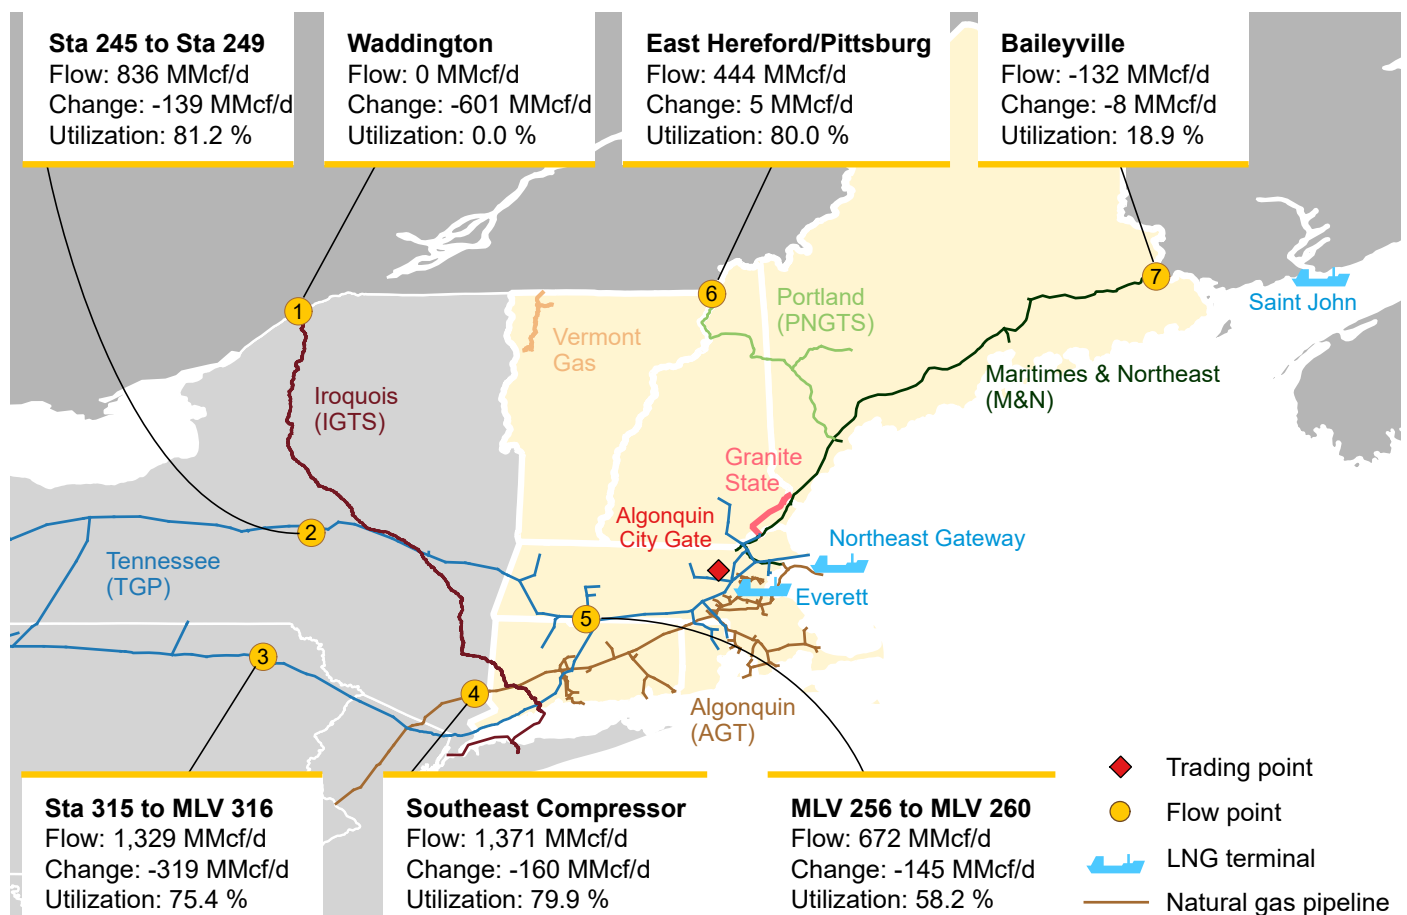 Sta 245 to Sta 249
Flow: 836 MMcf/d
Change: -139 MMcf/d
Utilization: 81.2 %
Waddington
Flow: 0 MMcf/d
Change: -601 MMcf/d
Utilization: 0.0 %
East Hereford/Pittsburg
Flow: 444 MMcf/d
Change: 5 MMcf/d
Utilization: 80.0 %
Baileyville
Flow: -132 MMcf/d
Change: -8 MMcf/d
Utilization: 18.9 %
1
6
7
Saint John
Portland
(PNGTS)
Vermont
Gas
Maritimes & Northeast
(M&N)
Iroquois
(IGTS)
Granite
State
Algonquin
City Gate
2
Northeast Gateway
Tennessee
(TGP)
Everett
5
3
4
Algonquin
(AGT)
Sta 315 to MLV 316
Flow: 1,329 MMcf/d
Change: -319 MMcf/d
Utilization: 75.4 %
Southeast Compressor
Flow: 1,371 MMcf/d
Change: -160 MMcf/d
Utilization: 79.9 %
MLV 256 to MLV 260
Flow: 672 MMcf/d
Change: -145 MMcf/d
Utilization: 58.2 %
Trading point
Flow point
LNG terminal
Natural gas pipeline